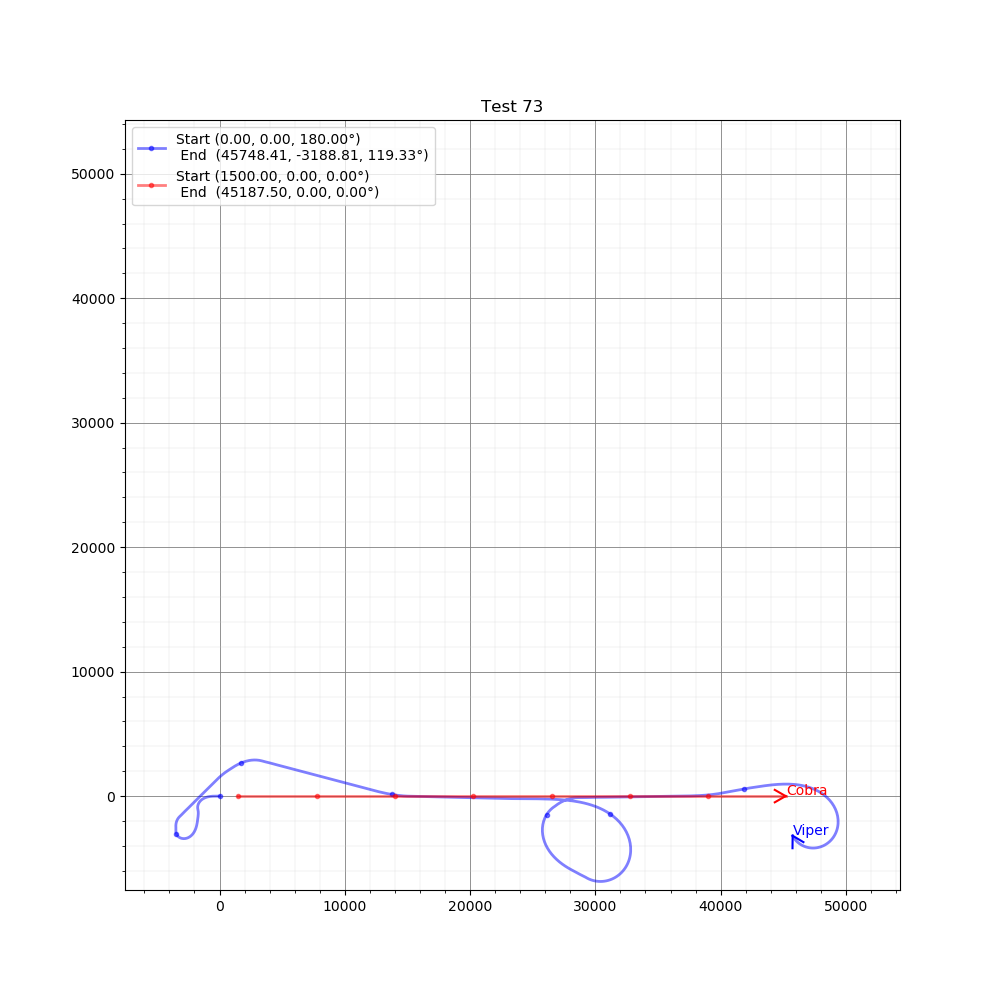 Test 73
Start (0.00, 0.00, 180.00°)
End  (45748.41, -3188.81, 119.33°)
Start (1500.00, 0.00, 0.00°)
End  (45187.50, 0.00, 0.00°)
50000
40000
30000
20000
10000
0
Cobra
Viper
0 10000 20000 30000 40000 50000